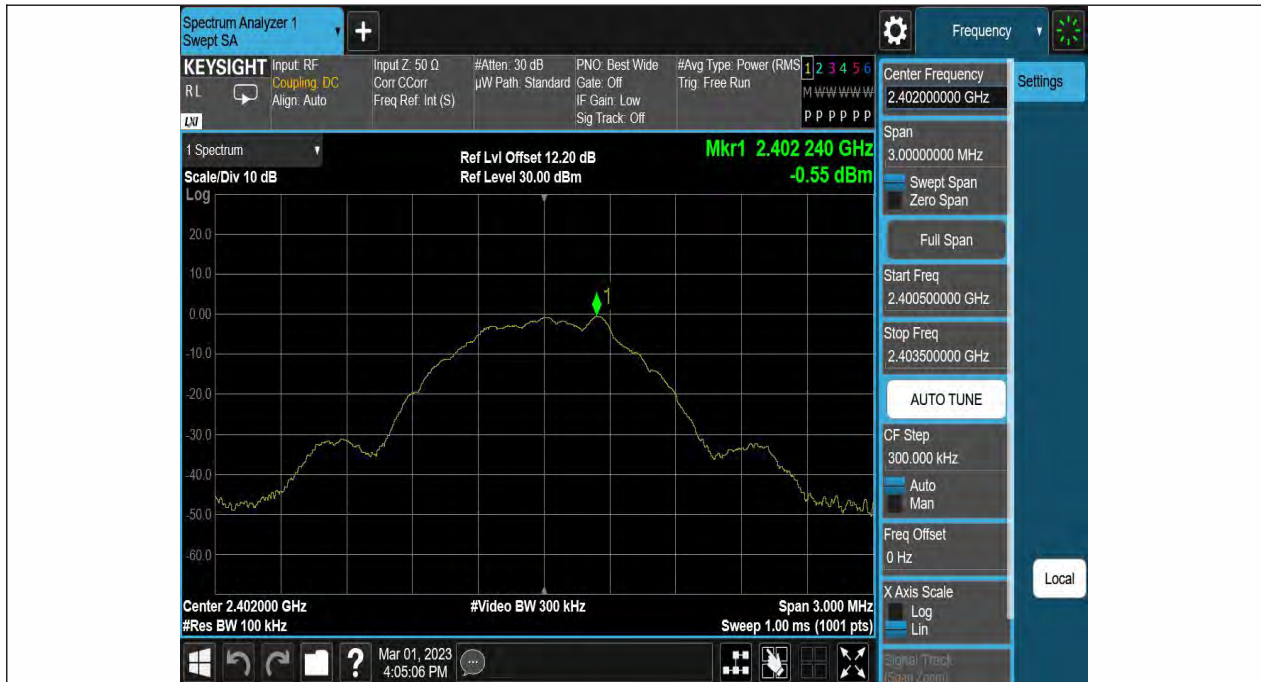 Spectrum Analyzer 1
Swept SA
+
Frequency
KEYSIGHT
R L
LXI
Input: RF
Coupling: DC
Align: Auto
Input Z: 50 Ω
Corr CCorr
Freq Ref: Int (S)
#Atten: 30 dB
µW Path: Standard
PNO: Best Wide
Gate: Off
IF Gain: Low
Sig Track: Off
#Avg Type: Power (RMS
Trig: Free Run
1 2 3 4 5 6
M W W W W W
P P P P P P
1 Spectrum
Scale/Div 10 dB
Log
Ref Lvl Offset 12.20 dB
Ref Level 30.00 dBm
Mkr1 2.402 240 GHz
-0.55 dBm
20.0
10.0
0.00
-10.0
-20.0
-30.0
-40.0
-50.0
-60.0
1
Center 2.402000 GHz
#Res BW 100 kHz
#Video BW 300 kHz
Span 3.000 MHz
Sweep 1.00 ms (1001 pts)
?
Mar 01, 2023
4:05:06 PM
Center Frequency
2.402000000 GHz
Settings
Span
3.00000000 MHz
Swept Span
Zero Span
Full Span
Start Freq
2.400500000 GHz
Stop Freq
2.403500000 GHz
AUTO TUNE
CF Step
300.000 kHz
Auto
Man
Freq Offset
0 Hz
X Axis Scale
Log
Lin
Signal Track
(Span Zoom)
Local